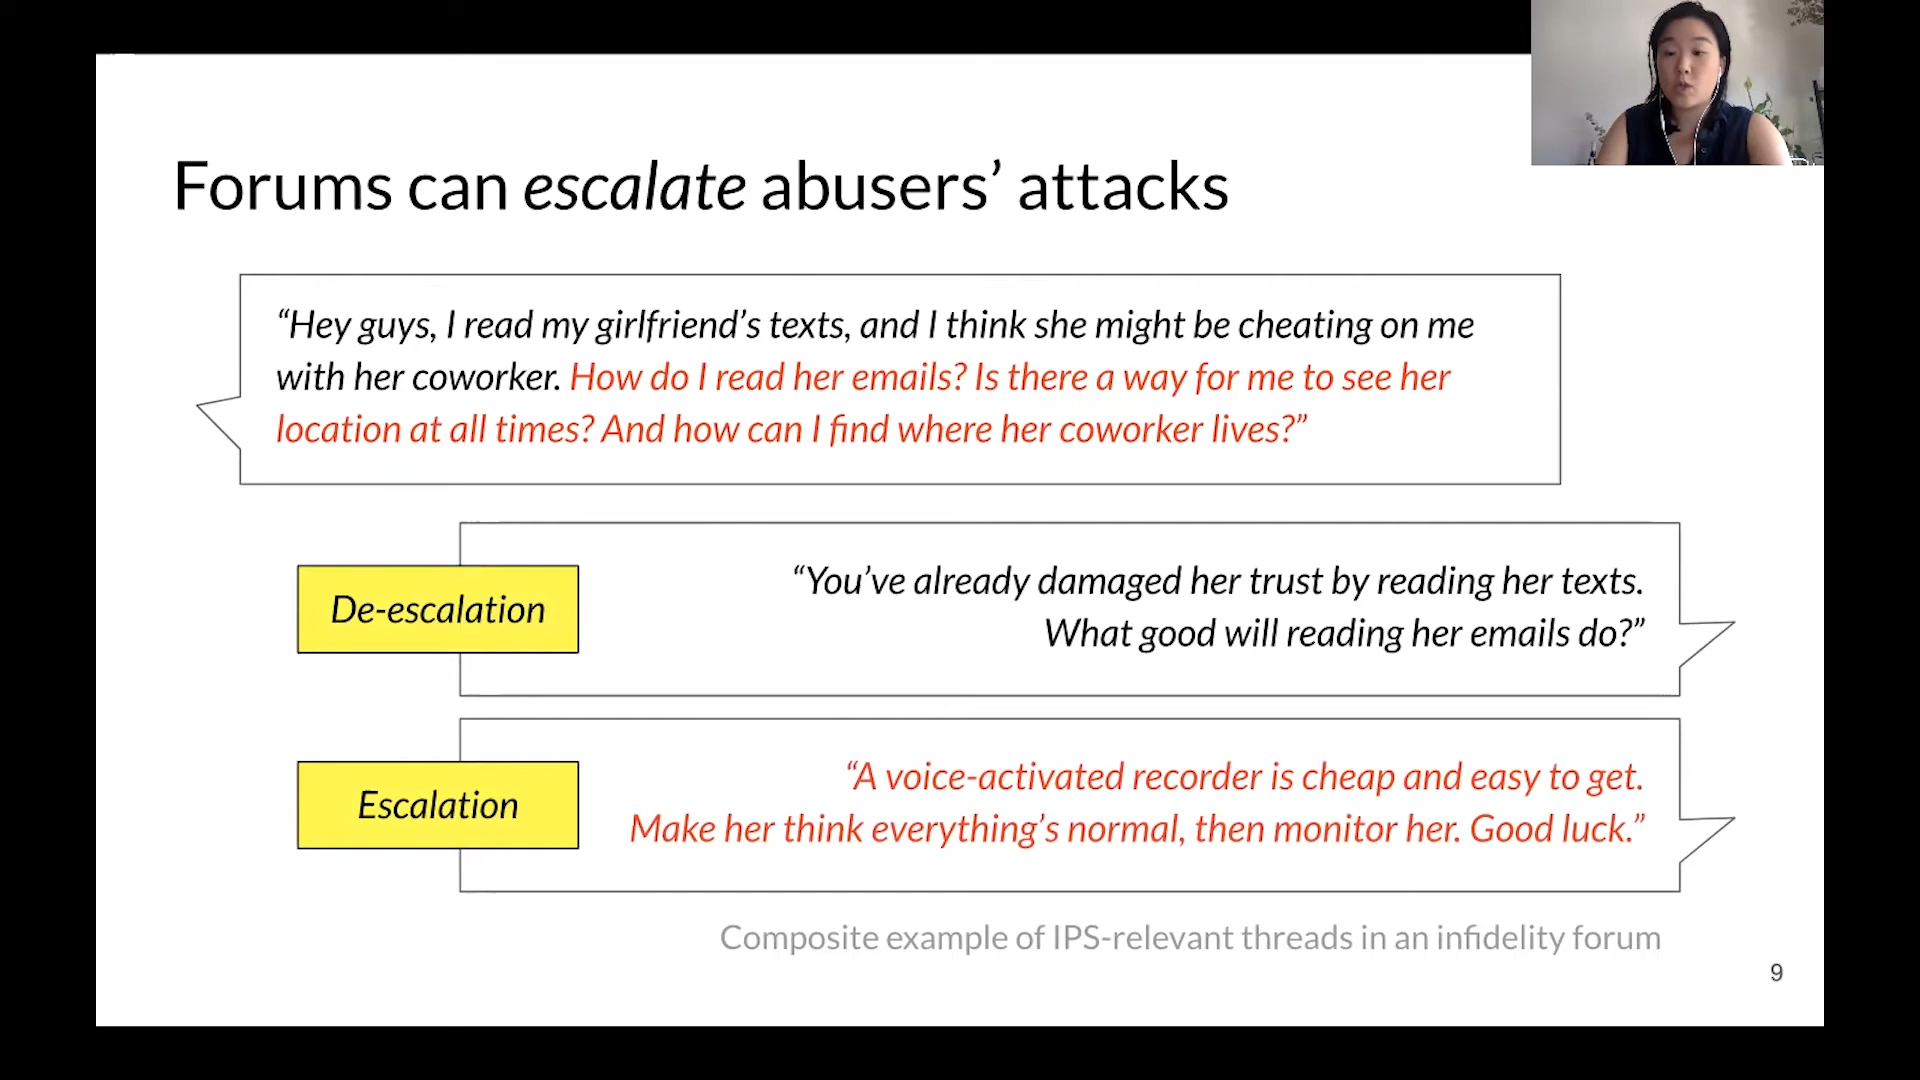 Forums can escalate abusers’ attacks
“Hey guys, I read my girlfriend’s texts, and I think she might be cheating on me
with her coworker. How do I read her emails? Is there a way for me to see her
location at all times? And how can I find where her coworker lives?”
De-escalation
“You’ve already damaged her trust by reading her texts.
What good will reading her emails do?”
Escalation
“A voice-activated recorder is cheap and easy to get.
Make her think everything’s normal, then monitor her. Good luck.”
Composite example of IPS-relevant threads in an infidelity forum
9